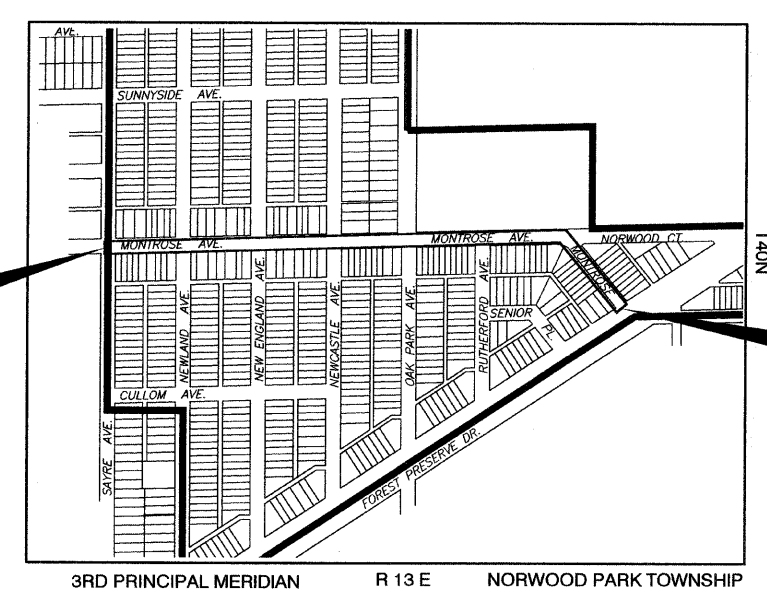 AVE.
SUNNYSIDE AVE.
MONTROSE AVE.
MONTROSE AVE.
NORWOOD CT.
MONTROSE
T40N
NEWLAND AVE.
NEW ENGLAND AVE.
NEWCASTLE AVE.
OAK PARK AVE.
RUTHERFORD AVE.
SENIOR PL.
CULLOM AVE.
SAYRE AVE.
FOREST PRESERVE DR.
3RD PRINCIPAL MERIDIAN R 13 E NORWOOD PARK TOWNSHIP